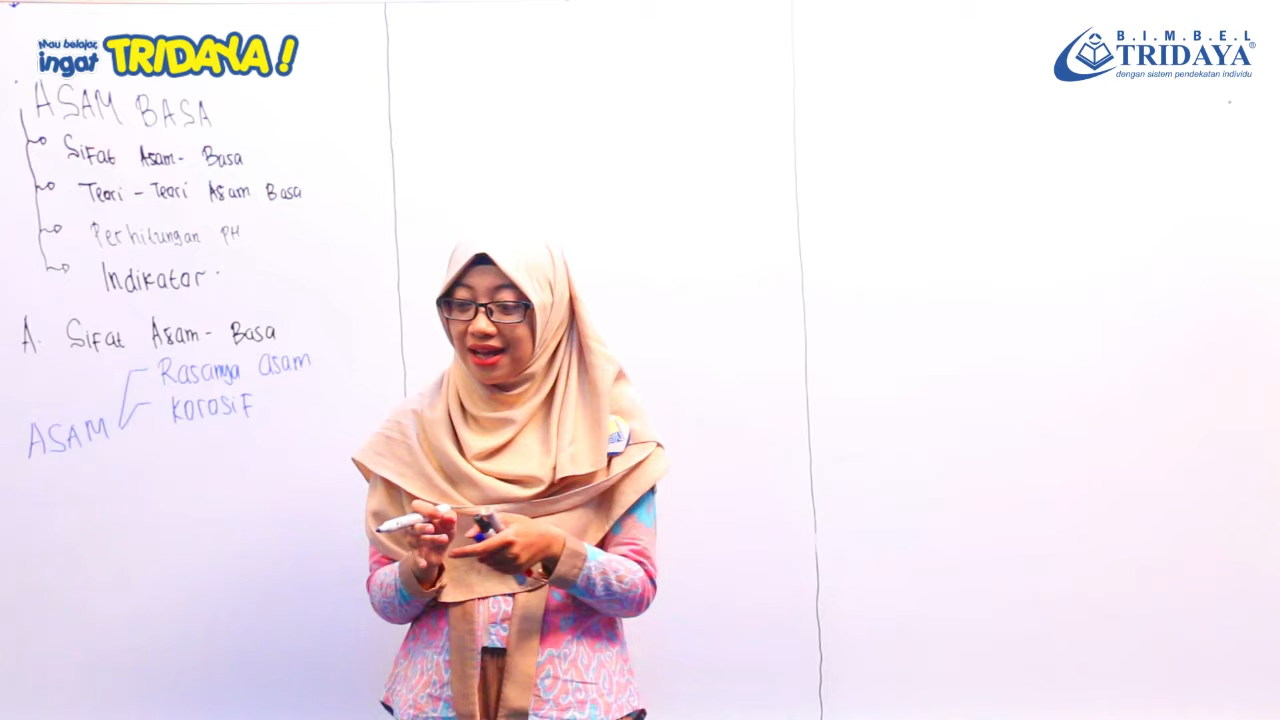 Mau belajar,
ingat TRIDAYA !
B.I.M.B.E.L
TRIDAYA®
dengan sistem pendekatan individu
ASAM BASA
Sifat Asam - Basa
Teori - Teori Asam Basa
Perhitungan PH
Indikator
A. Sifat Asam - Basa
Rasanya asam
Korosif
ASAM